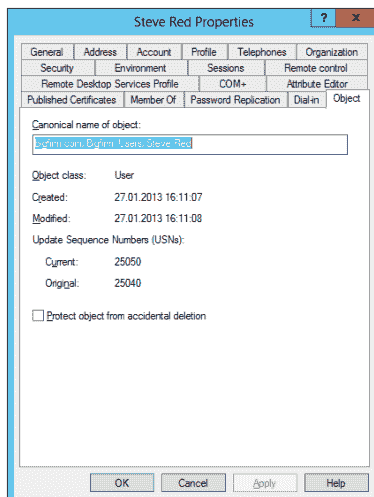 Steve Red Properties
? x
General Address Account Profile Telephones Organization
Security Environment Sessions Remote control
Remote Desktop Services Profile COM+ Attribute Editor
Published Certificates Member Of Password Replication Dial-in Object
Canonical name of object:
Bigfirm.com/Bigfirm Users/Steve Red
Object class: User
Created: 27.01.2013 16:11:07
Modified: 27.01.2013 16:11:08
Update Sequence Numbers (USNs):
Current: 25050
Original: 25040
Protect object from accidental deletion
OK Cancel Apply Help